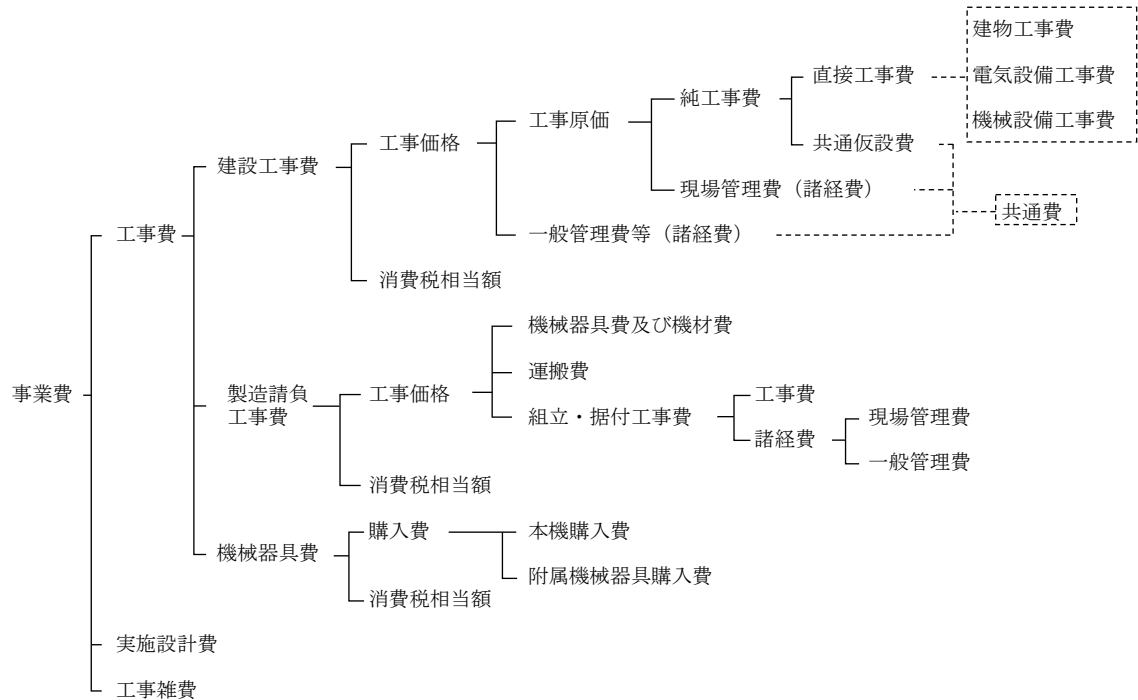 建物工事費
電気設備工事費
機械設備工事費
直接工事費
純工事費
工事原価
共通仮設費
工事価格
建設工事費
現場管理費（諸経費）
共通費
工事費
一般管理費等（諸経費）
消費税相当額
機械器具費及び機材費
運搬費
事業費
製造請負
工事費
工事価格
組立・据付工事費
工事費
諸経費
現場管理費
一般管理費
消費税相当額
機械器具費
購入費
本機購入費
附属機械器具購入費
消費税相当額
実施設計費
工事雑費